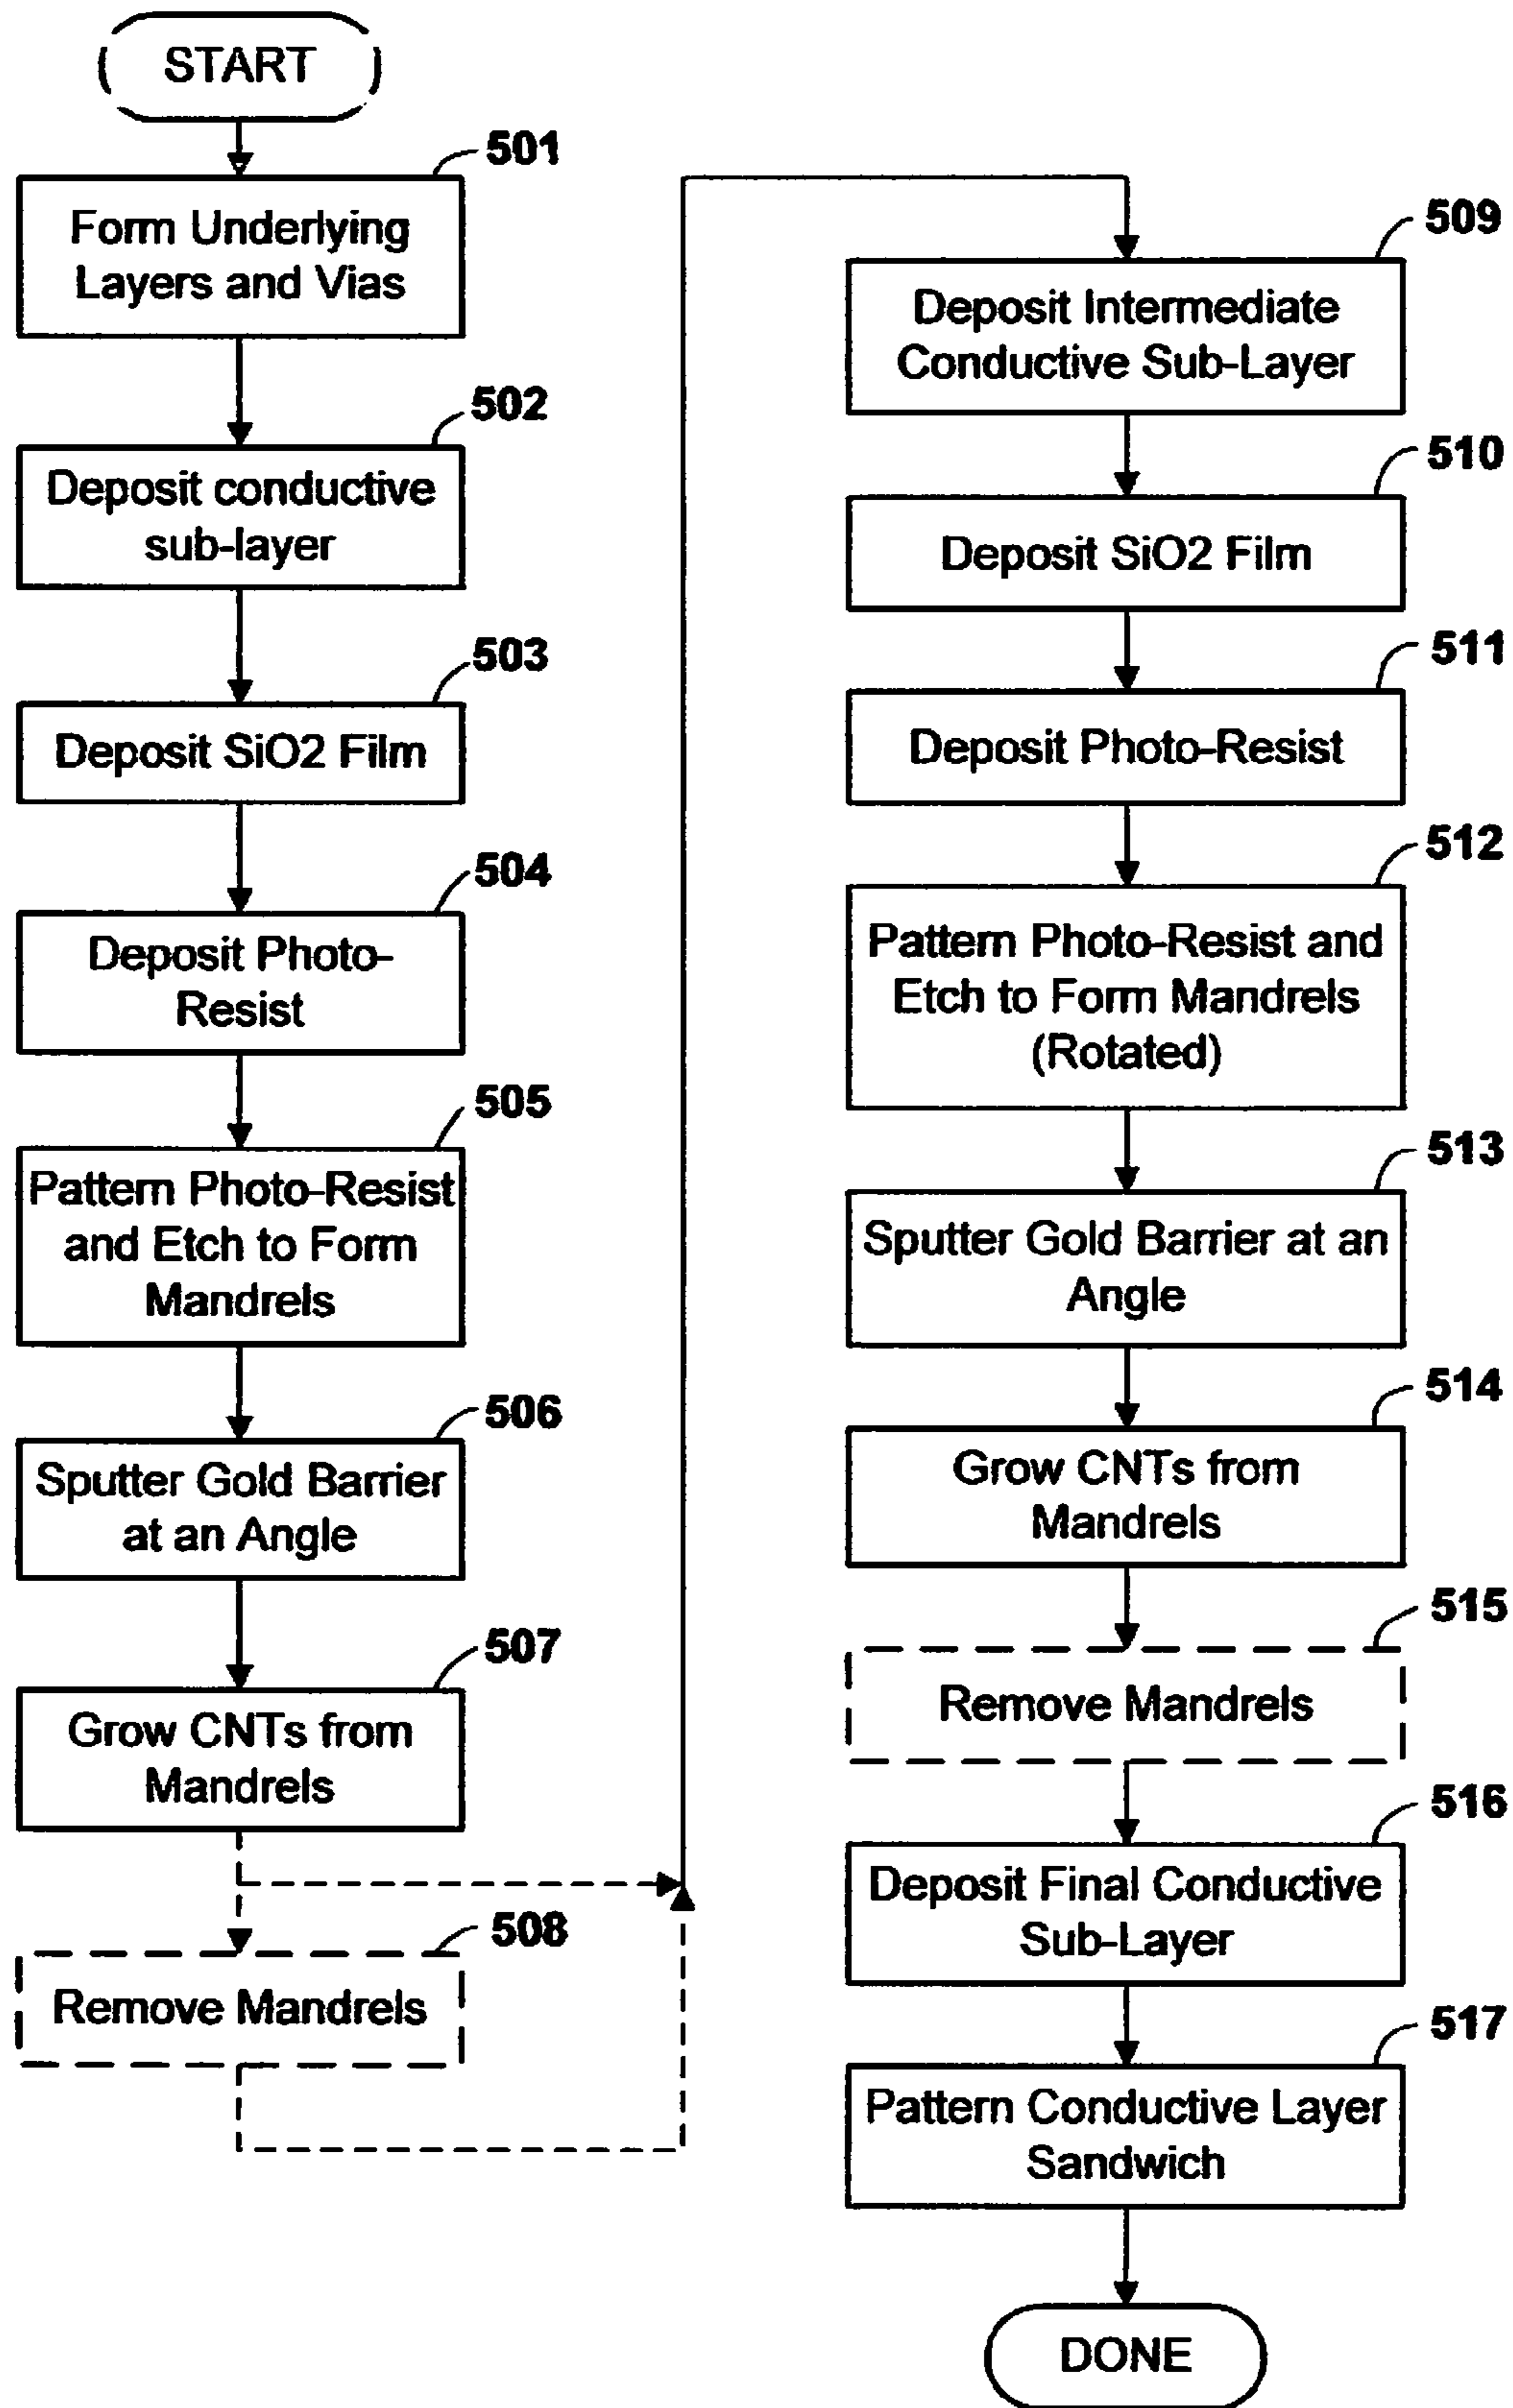 START
501
Form Underlying
Layers and Vias
502
Deposit conductive
sub-layer
503
Deposit SiO2 Film
504
Deposit Photo-
Resist
505
Pattern Photo-Resist
and Etch to Form
Mandrels
506
Sputter Gold Barrier
at an Angle
507
Grow CNTs from
Mandrels
508
Remove Mandrels
509
Deposit Intermediate
Conductive Sub-Layer
510
Deposit SiO2 Film
511
Deposit Photo-Resist
512
Pattern Photo-Resist and
Etch to Form Mandrels
(Rotated)
513
Sputter Gold Barrier at an
Angle
514
Grow CNTs from
Mandrels
515
Remove Mandrels
516
Deposit Final Conductive
Sub-Layer
517
Pattern Conductive Layer
Sandwich
DONE